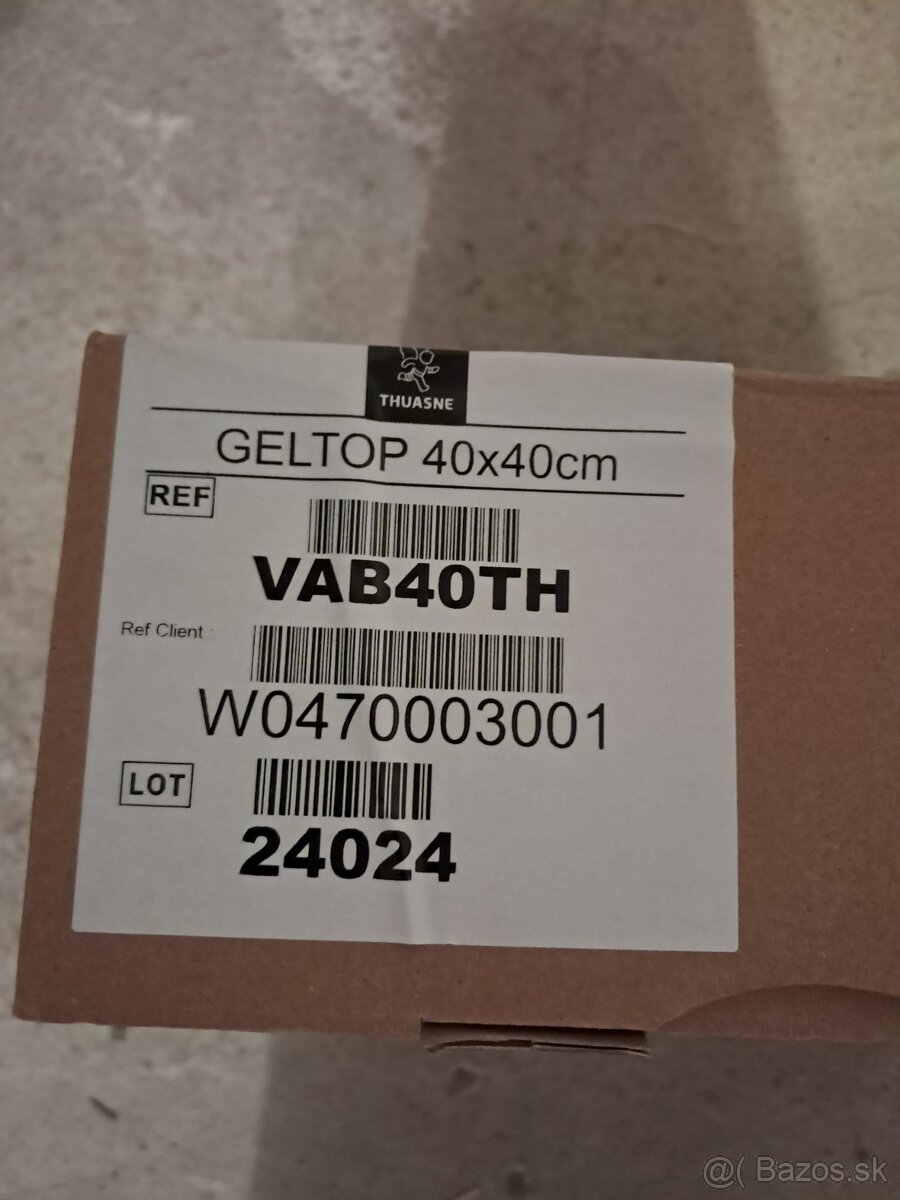 THUASNE
GELTOP 40x40cm
REF
VAB40TH
Ref Client :
W0470003001
LOT
24024
@( Bazos.sk